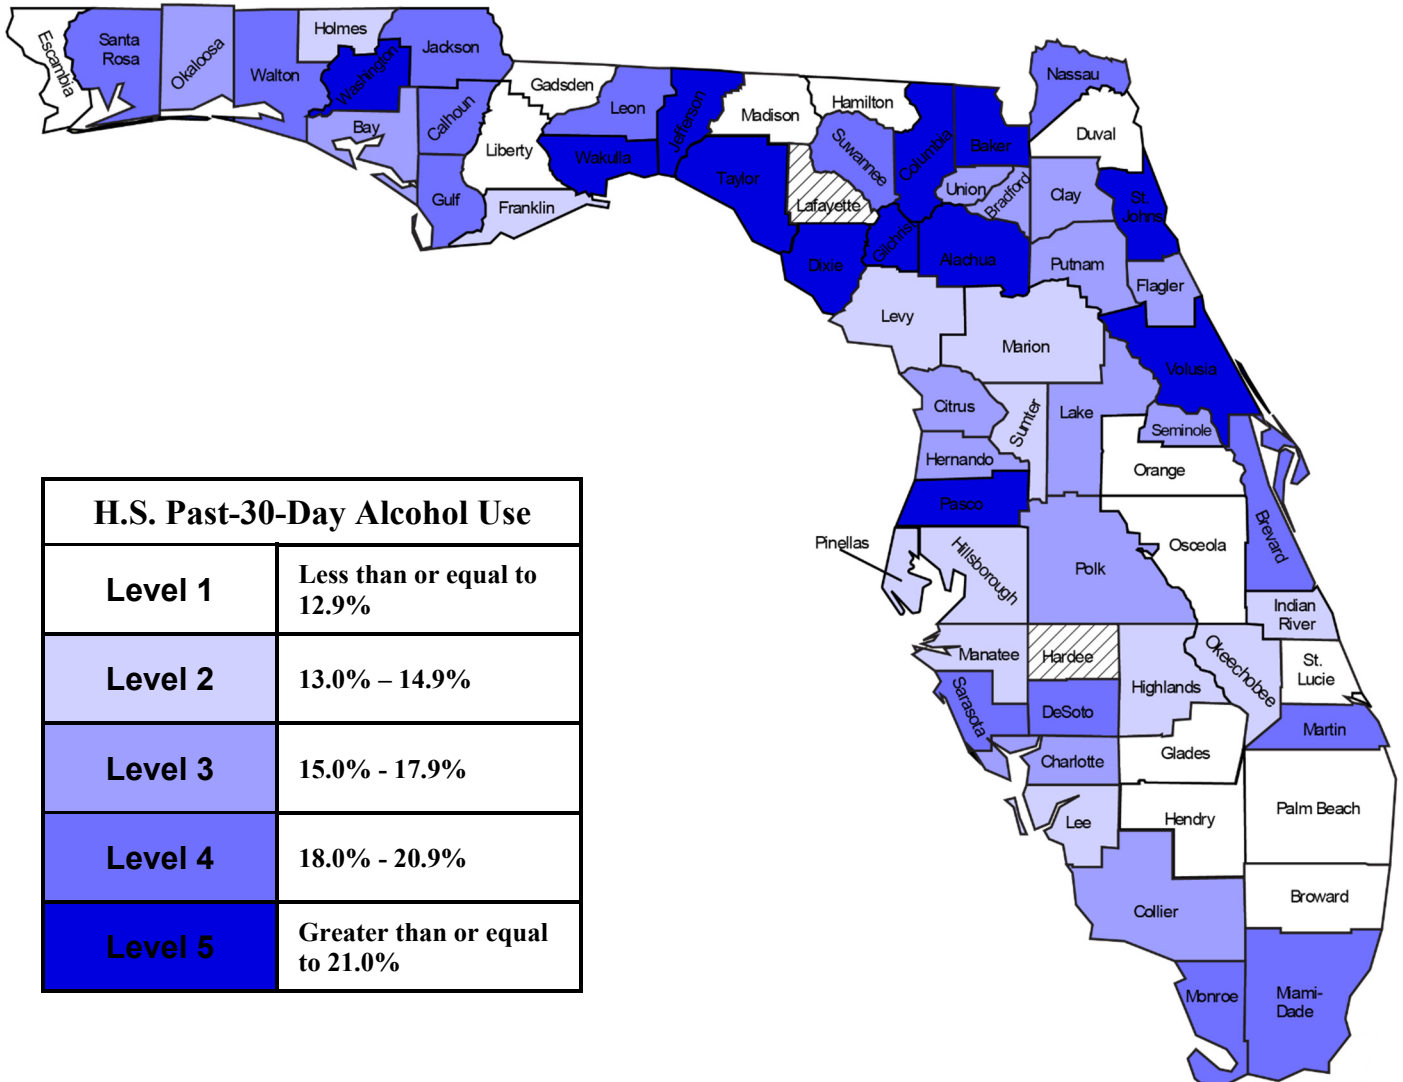 Escambia
Santa
Rosa
Okaloosa
Walton
Holmes
Washington
Jackson
Bay
Calhoun
Gulf
Liberty
Gadsden
Franklin
Leon
Wakulla
Jefferson
Madison
Taylor
Hamilton
Suwannee
Lafayette
Dixie
Columbia
Gilchrist
Baker
Union
Bradford
Alachua
Nassau
Duval
Clay
St.
Johns
Putnam
Flagler
Levy
Marion
Volusia
Citrus
Sumter
Lake
Seminole
Hernando
Orange
Pasco
Brevard
Pinellas
Hillsborough
Polk
Osceola
Indian
River
Manatee
Hardee
Highlands
Okeechobee
St.
Lucie
Sarasota
DeSoto
Martin
Charlotte
Glades
Lee
Hendry
Palm Beach
Collier
Broward
Monroe
Miami-
Dade
H.S. Past-30-Day Alcohol Use
Level 1
Less than or equal to
12.9%
Level 2
13.0% – 14.9%
Level 3
15.0% - 17.9%
Level 4
18.0% - 20.9%
Level 5
Greater than or equal
to 21.0%